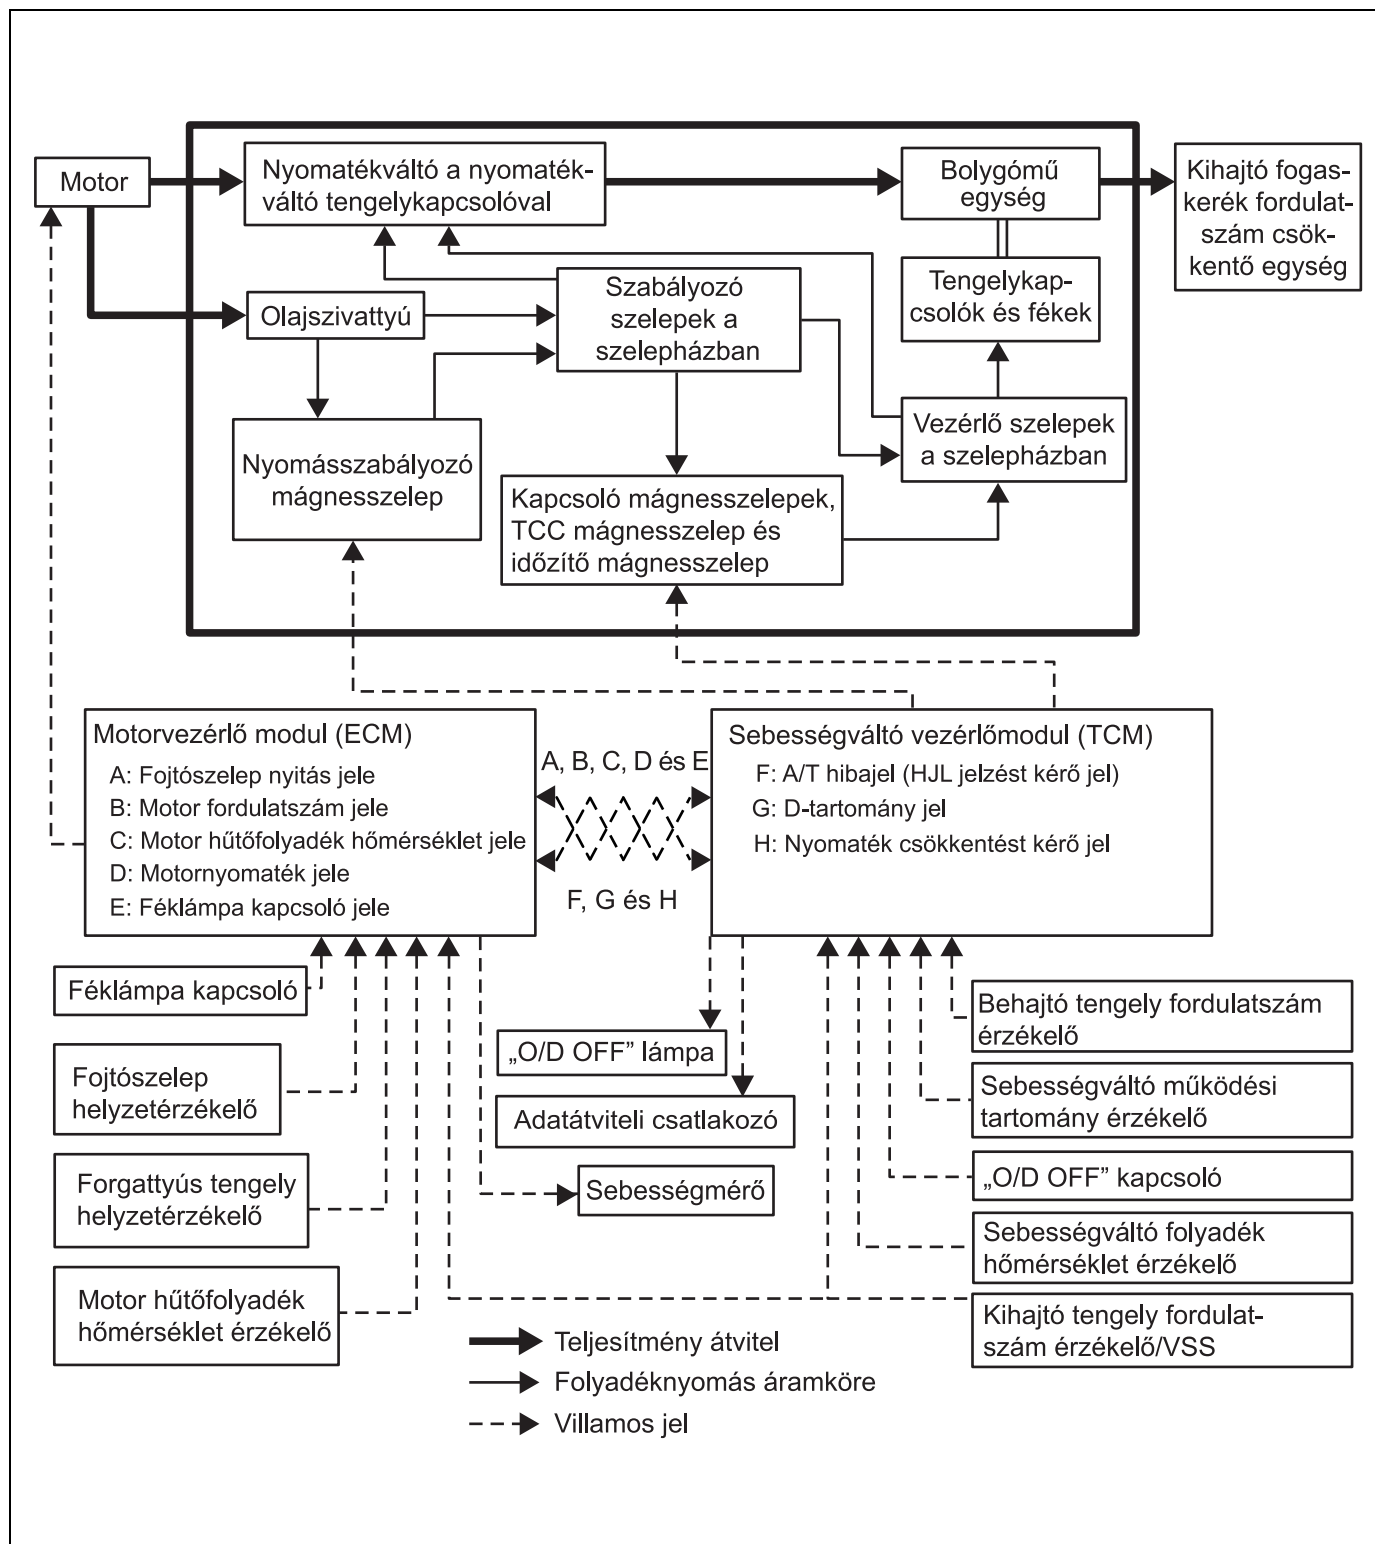 Motor
Nyomatékváltó a nyomaték-
váltó tengelykapcsolóval
Bolygómű
egység
Kihajtó fogas-
kerék fordulat-
szám csök-
kentő egység
Olajszivattyú
Szabályozó
szelepek a
szelepházban
Tengelykap-
csolók és fékek
Nyomásszabályozó
mágnesszelep
Kapcsoló mágnesszelepek,
TCC mágnesszelep és
időzítő mágnesszelep
Vezérlő szelepek
a szelepházban
Motorvezérlő modul (ECM)
A: Fojtószelep nyitás jele
B: Motor fordulatszám jele
C: Motor hűtőfolyadék hőmérséklet jele
D: Motornyomaték jele
E: Féklámpa kapcsoló jele
A, B, C, D és E
F, G és H
Sebességváltó vezérlőmodul (TCM)
F: A/T hibajel (HJL jelzést kérő jel)
G: D-tartomány jel
H: Nyomaték csökkentést kérő jel
Féklámpa kapcsoló
Fojtószelep
helyzetérzékelő
Forgattyús tengely
helyzetérzékelő
Motor hűtőfolyadék
hőmérséklet érzékelő
„O/D OFF” lámpa
Adatátviteli csatlakozó
Sebességmérő
Behajtó tengely fordulatszám
érzékelő
Sebességváltó működési
tartomány érzékelő
„O/D OFF” kapcsoló
Sebességváltó folyadék
hőmérséklet érzékelő
Kihajtó tengely fordulat-
szám érzékelő/VSS
Teljesítmény átvitel
Folyadéknyomás áramköre
Villamos jel